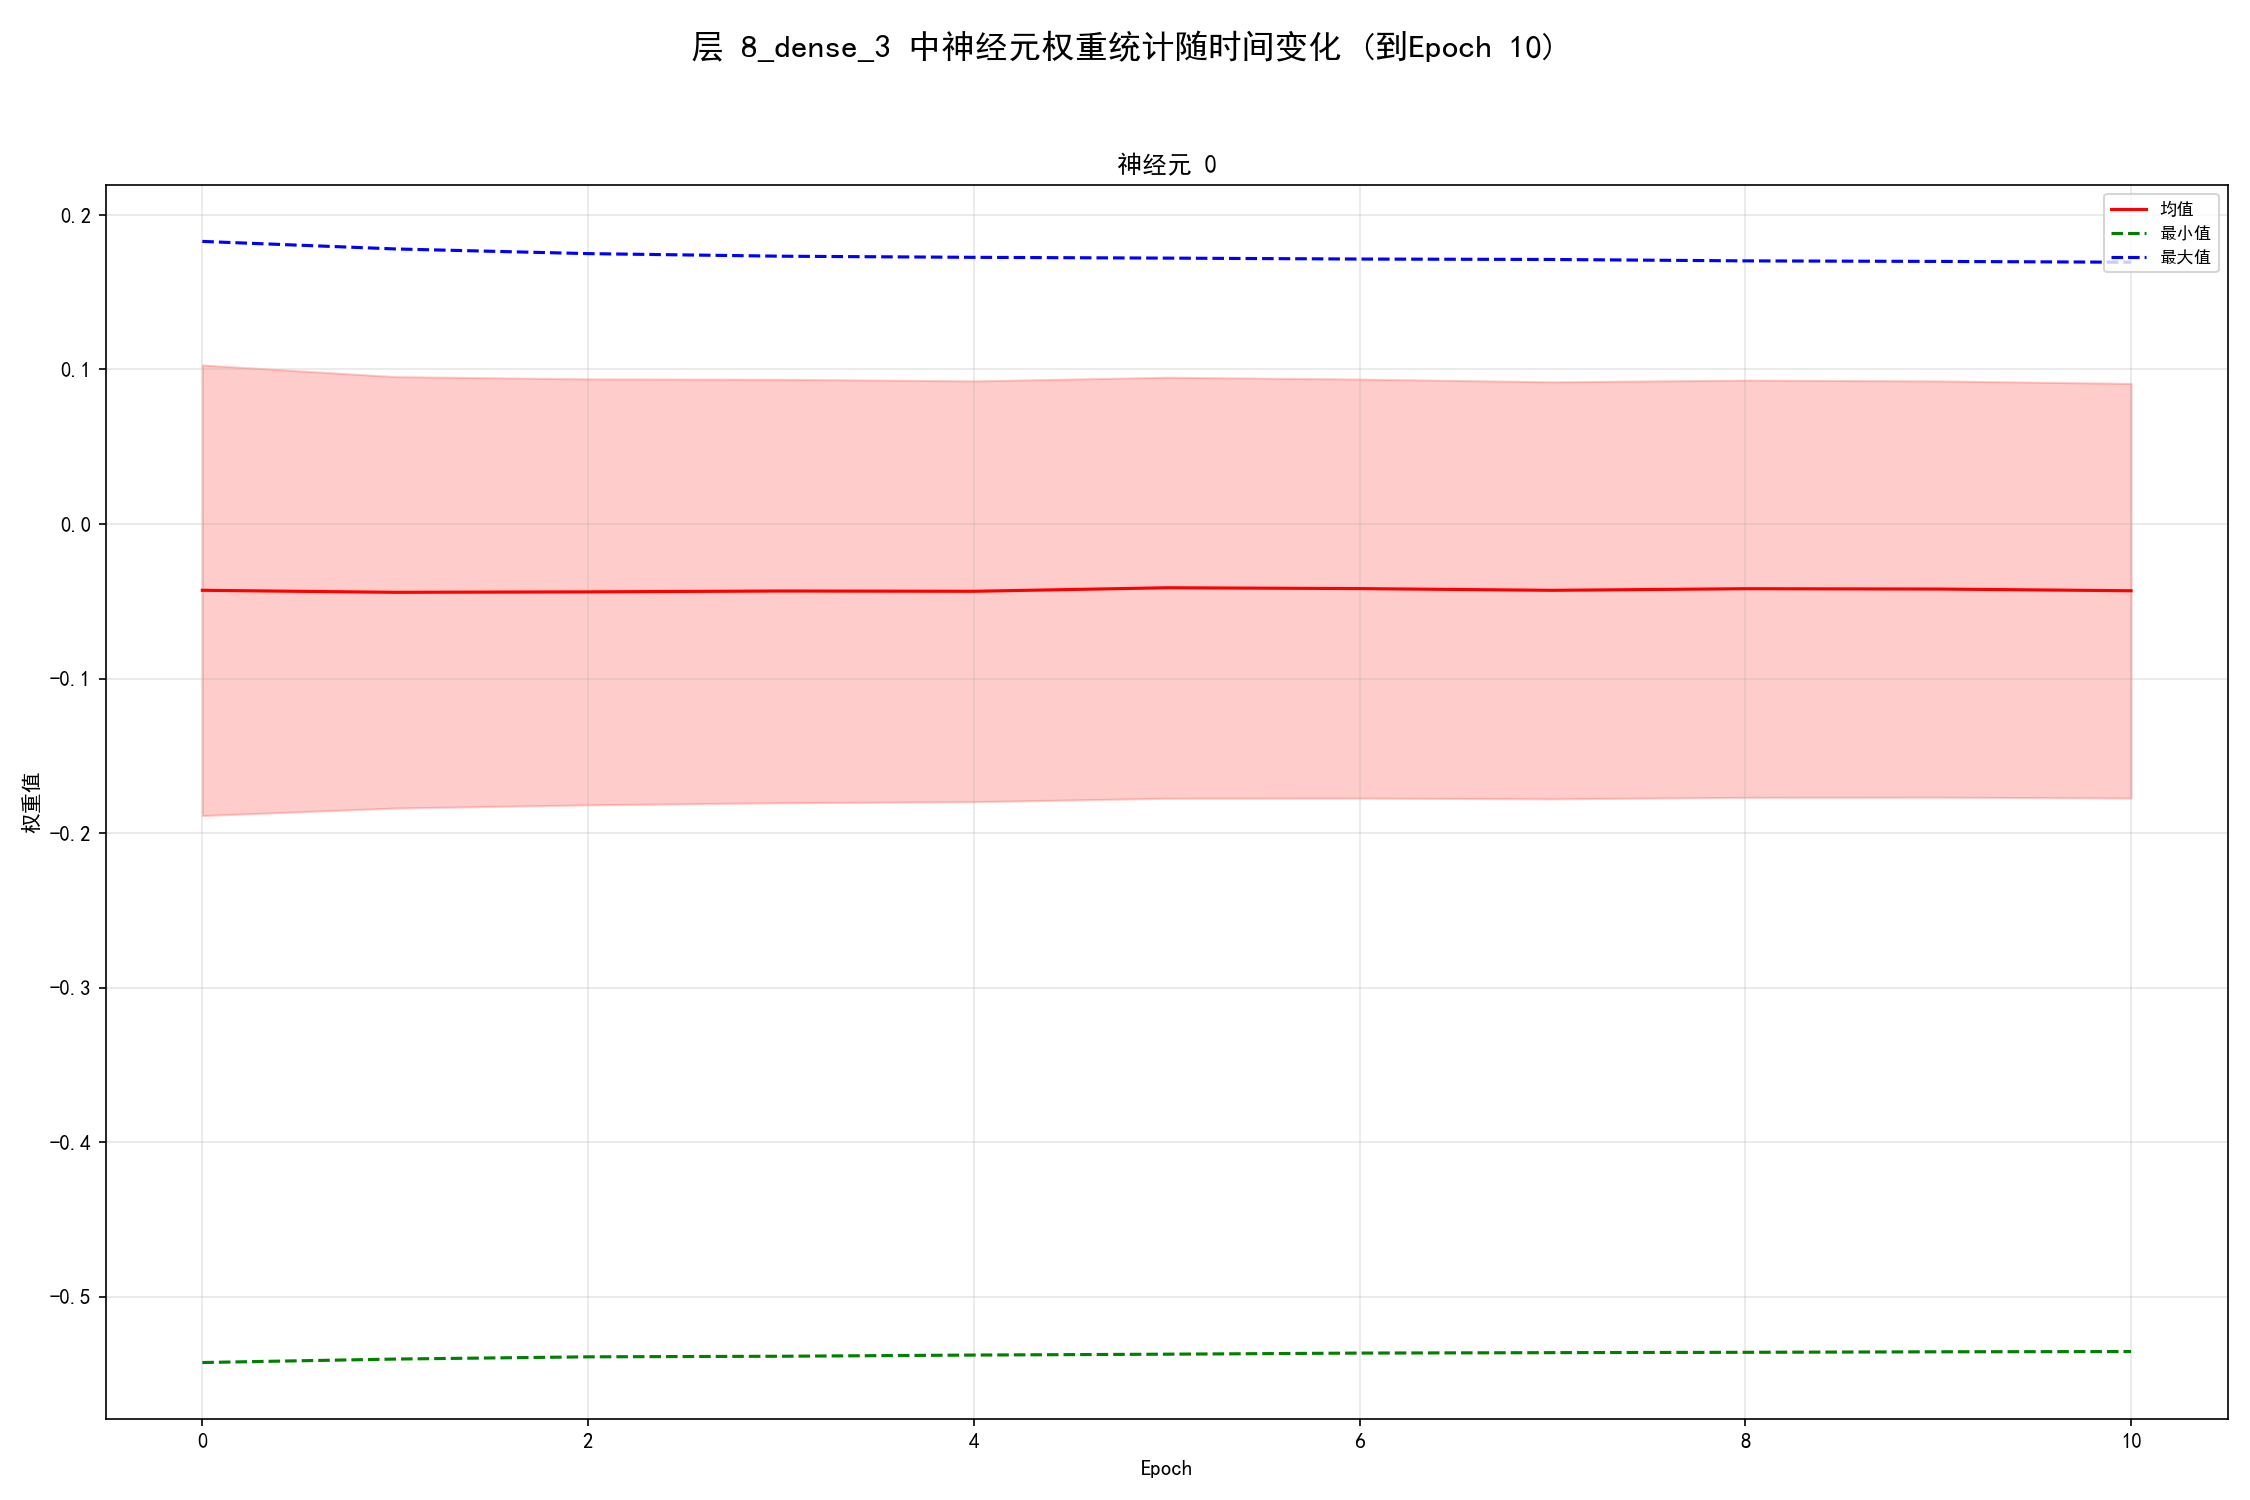 层 8_dense_3 中神经元权重统计随时间变化 (到Epoch 10)
神经元 0
均值
最小值
最大值
0.2
0.1
0.0
-0.1
-0.2
-0.3
-0.4
-0.5
权重值
0 2 4 6 8 10
Epoch